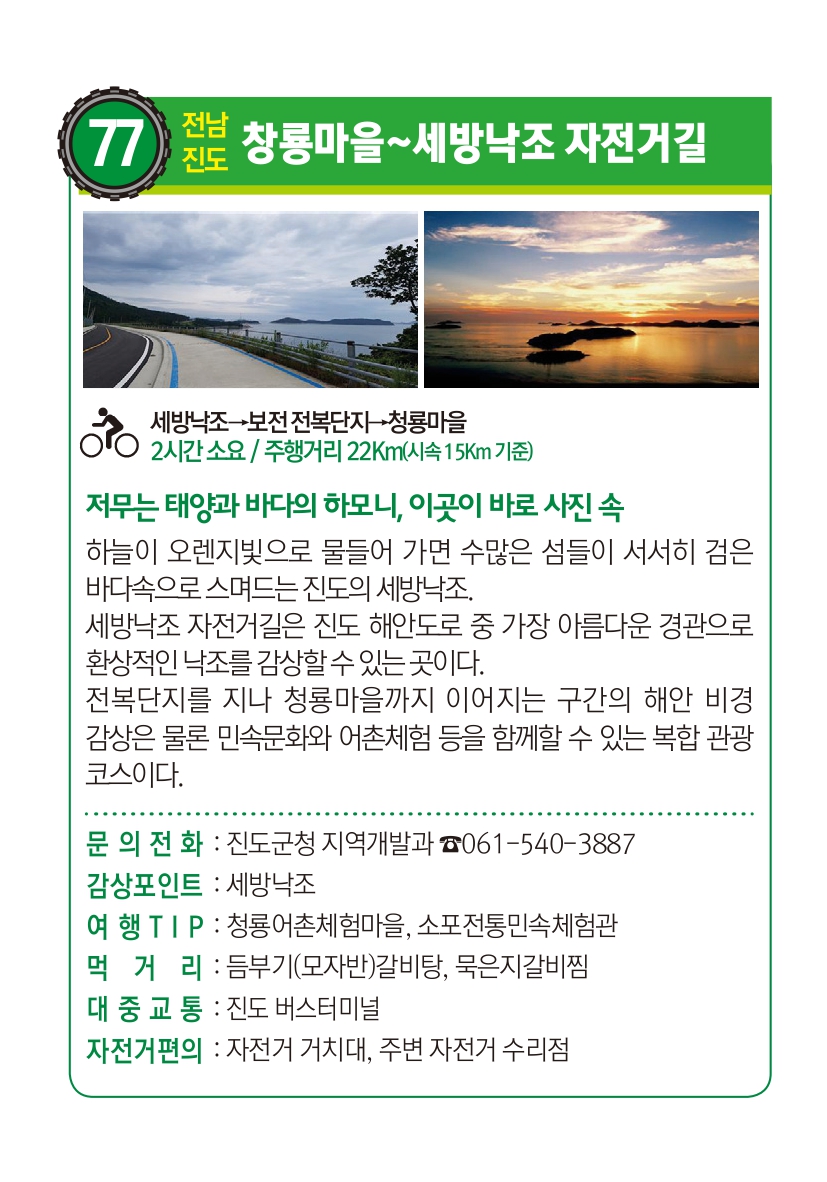 77
전남
진도
창룡마을~세방낙조 자전거길
세방낙조→보전 전복단지→청룡마을
2시간 소요 / 주행거리 22Km(시속 15Km 기준)
저무는 태양과 바다의 하모니, 이곳이 바로 사진 속
하늘이 오렌지빛으로 물들어 가면 수많은 섬들이 서서히 검은
바다속으로 스며드는 진도의 세방낙조.
세방낙조 자전거길은 진도 해안도로 중 가장 아름다운 경관으로
환상적인 낙조를 감상할 수 있는 곳이다.
전복단지를 지나 청룡마을까지 이어지는 구간의 해안 비경
감상은 물론 민속문화와 어촌체험 등을 함께할 수 있는 복합 관광
코스이다.
문 의 전 화 : 진도군청 지역개발과 ☎061-540-3887
감상포인트 : 세방낙조
여 행 T I P : 청룡어촌체험마을, 소포전통민속체험관
먹 거 리 : 듬부기(모자반)갈비탕, 묵은지갈비찜
대 중 교 통 : 진도 버스터미널
자전거편의 : 자전거 거치대, 주변 자전거 수리점